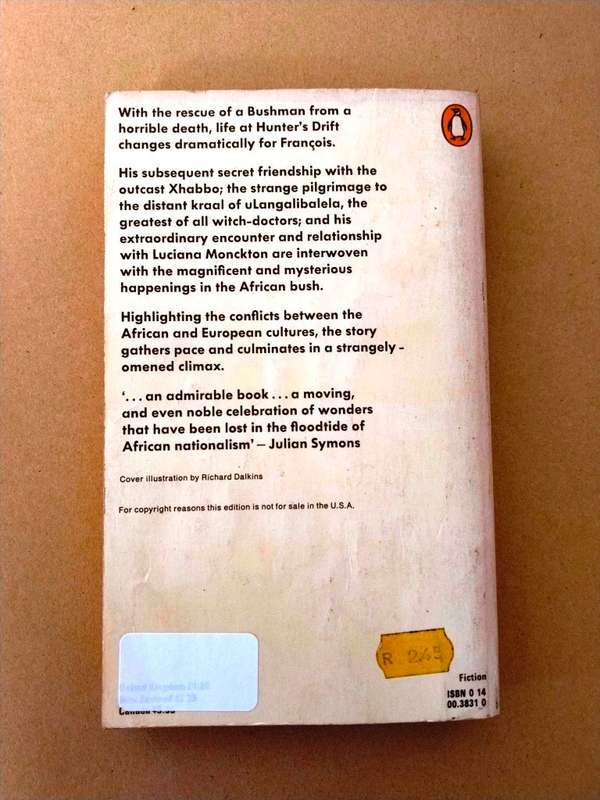 With the rescue of a Bushman from a
horrible death, life at Hunter's Drift
changes dramatically for François.
His subsequent secret friendship with the
outcast Xhabbo; the strange pilgrimage to
the distant kraal of uLangalibalela, the
greatest of all witch-doctors; and his
extraordinary encounter and relationship
with Luciana Monckton are interwoven
with the magnificent and mysterious
happenings in the African bush.
Highlighting the conflicts between the
African and European cultures, the story
gathers pace and culminates in a strangely -
omened climax.
'. . . an admirable book . . . a moving,
and even noble celebration of wonders
that have been lost in the floodtide of
African nationalism' – Julian Symons
Cover illustration by Richard Dalkins
For copyright reasons this edition is not for sale in the U.S.A.
R 2.45
United Kingdom
Canada
Fiction
ISBN 0 14
00.3831 0